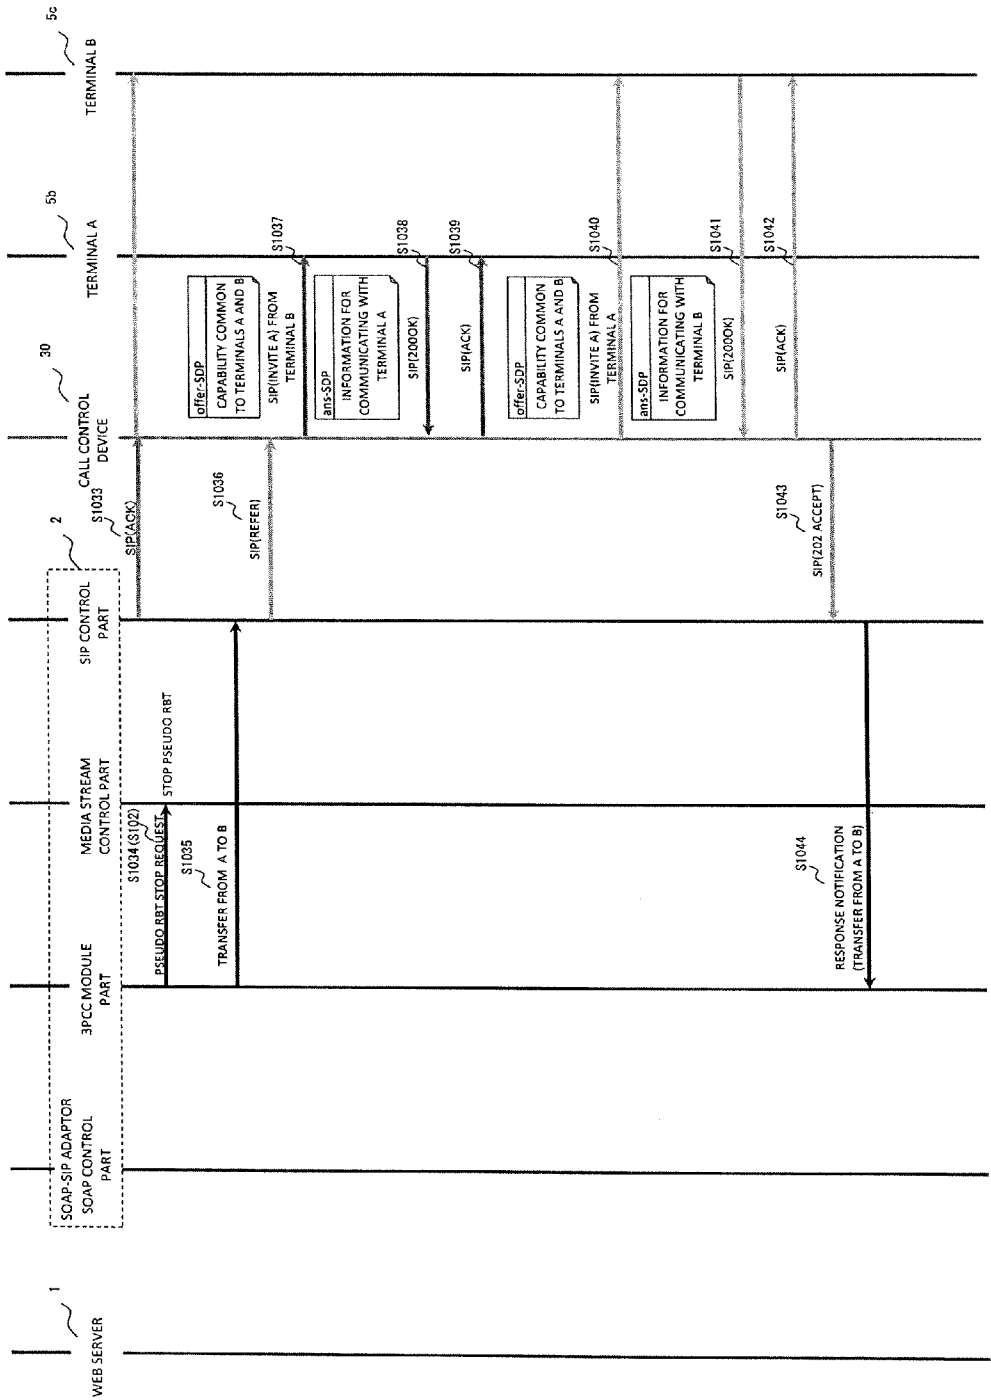 WEB SERVER
1
SOAP-SIP ADAPTOR
SOAP CONTROL
PART
3PCC MODULE
PART
MEDIA STREAM
CONTROL PART
SIP CONTROL
PART
2
CALL CONTROL
DEVICE
30
TERMINAL A
5b
TERMINAL B
5c
S1033
SIP(ACK)
S1034 (S102)
PSEUDO RBT STOP REQUEST
STOP PSEUDO RBT
S1035
TRANSFER FROM A TO B
S1036
SIP(REFER)
offer-SDP
CAPABILITY COMMON
TO TERMINALS A AND B
SIP(INVITE A) FROM
TERMINAL B
S1037
ans-SDP
INFORMATION FOR
COMMUNICATING WITH
TERMINAL A
SIP(200OK)
S1038
SIP(ACK)
S1039
offer-SDP
CAPABILITY COMMON
TO TERMINALS A AND B
SIP(INVITE A) FROM
TERMINAL A
S1040
ans-SDP
INFORMATION FOR
COMMUNICATING WITH
TERMINAL B
SIP(200OK)
S1041
SIP(ACK)
S1042
S1043
SIP(202 ACCEPT)
S1044
RESPONSE NOTIFICATION
(TRANSFER FROM A TO B)